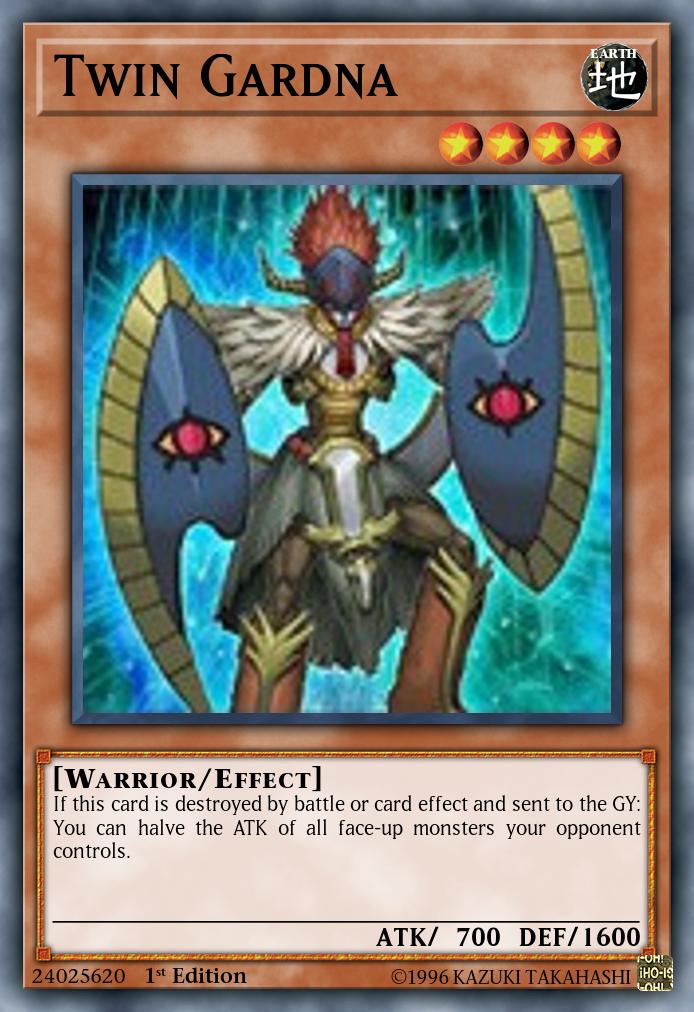 Twin Gardna
EARTH
地
[Warrior/Effect]
If this card is destroyed by battle or card effect and sent to the GY:
You can halve the ATK of all face-up monsters your opponent
controls.
ATK/ 700 DEF/1600
24025620 1st Edition ©1996 KAZUKI TAKAHASHI